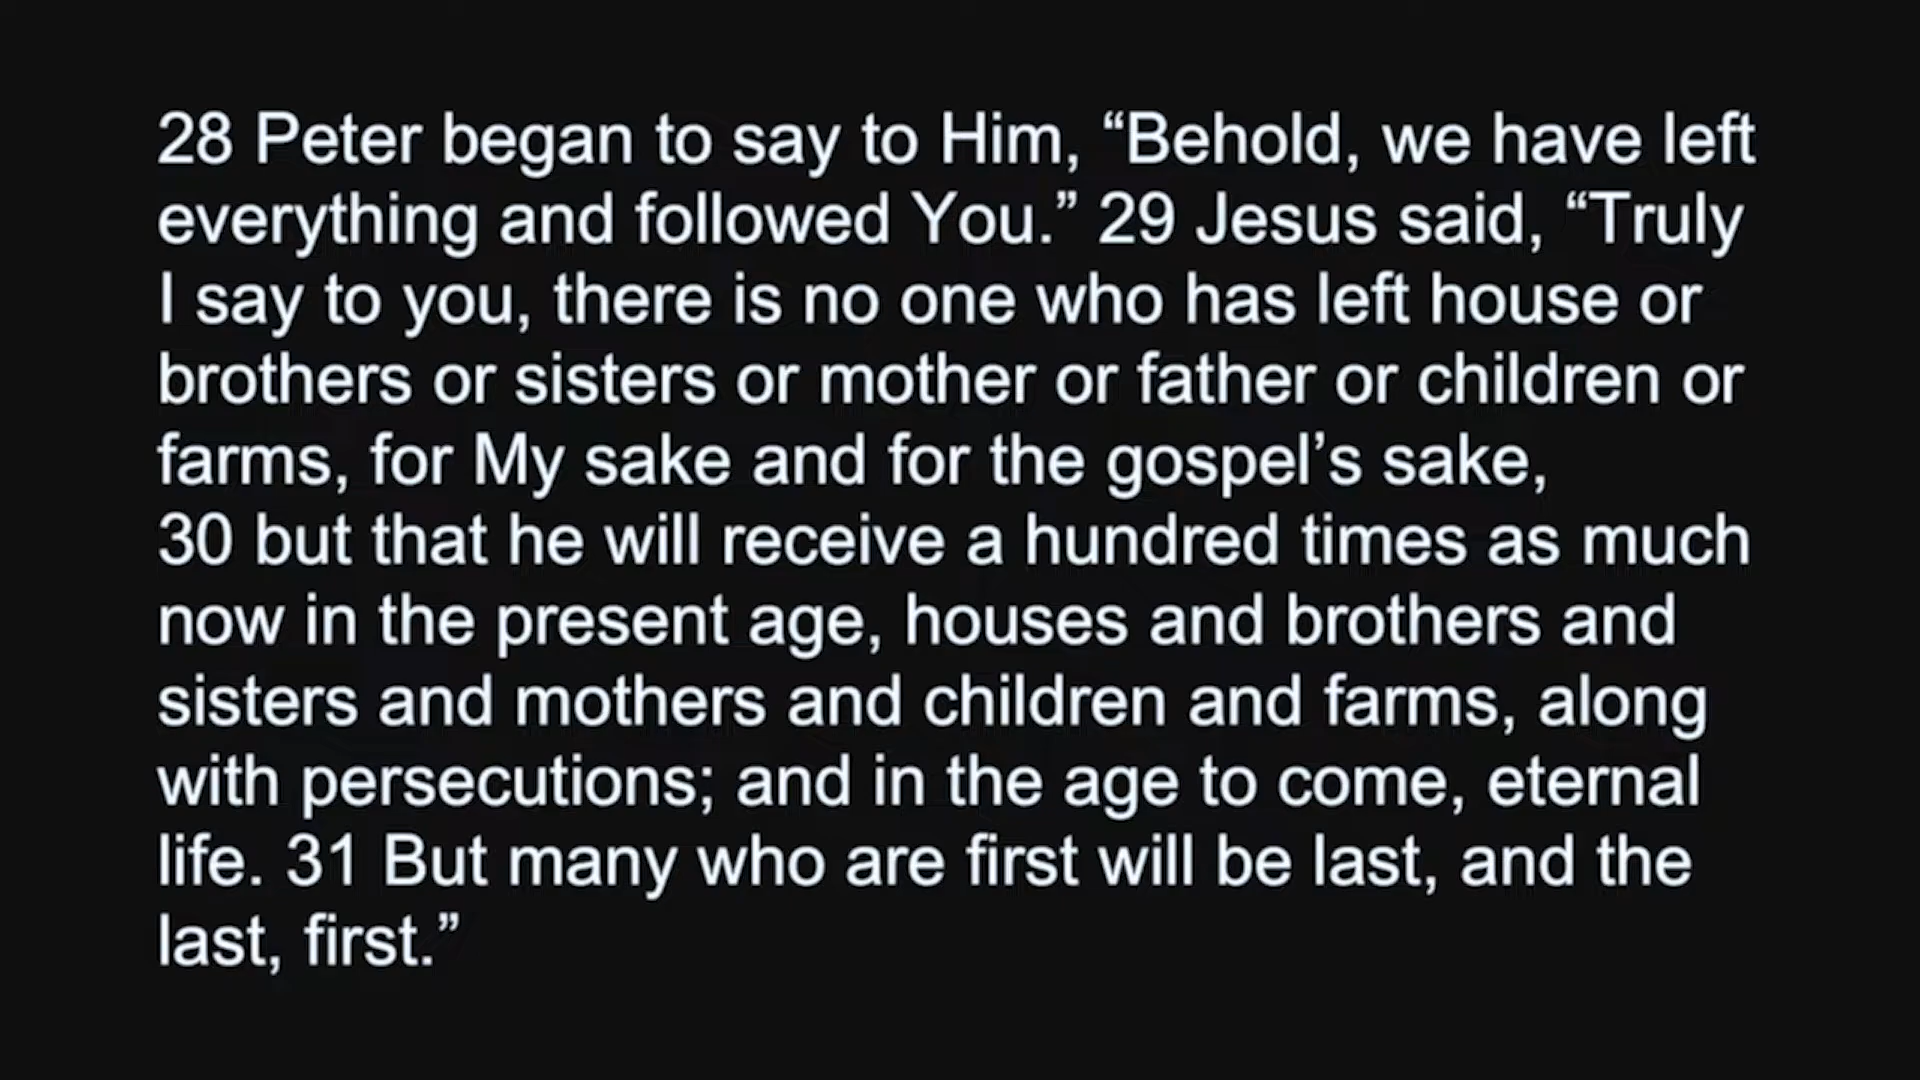 28 Peter began to say to Him, “Behold, we have left
everything and followed You.” 29 Jesus said, “Truly
I say to you, there is no one who has left house or
brothers or sisters or mother or father or children or
farms, for My sake and for the gospel’s sake,
30 but that he will receive a hundred times as much
now in the present age, houses and brothers and
sisters and mothers and children and farms, along
with persecutions; and in the age to come, eternal
life. 31 But many who are first will be last, and the
last, first.”